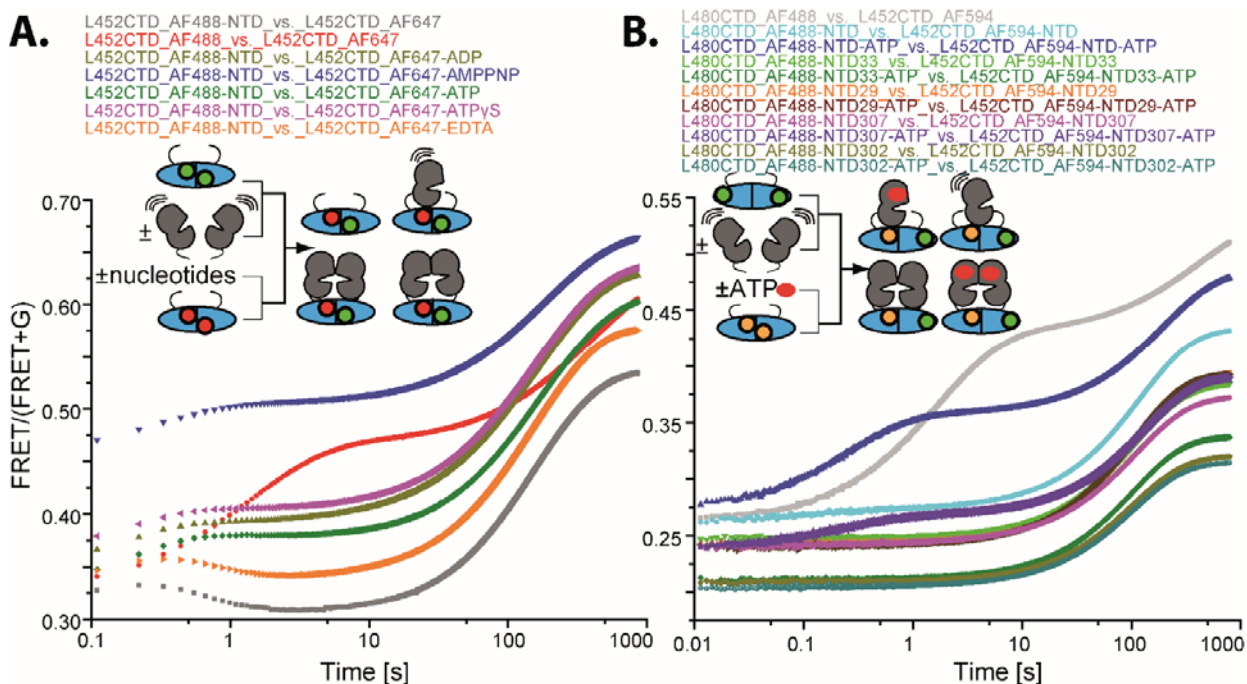 A.
L452CTD_AF488-NTD_vs._L452CTD_AF647
L452CTD_AF488_vs._L452CTD_AF647
L452CTD_AF488-NTD_vs._L452CTD_AF647-ADP
L452CTD_AF488-NTD_vs._L452CTD_AF647-AMPPNP
L452CTD_AF488-NTD_vs._L452CTD_AF647-ATP
L452CTD_AF488-NTD_vs._L452CTD_AF647-ATPγS
L452CTD_AF488-NTD_vs._L452CTD_AF647-EDTA
±
±nucleotides
FRET/(FRET+G)
0.70
0.60
0.50
0.40
0.30
0.1 1 10 100 1000
Time [s]
B.
L480CTD_AF488_vs._L452CTD_AF594
L480CTD_AF488-NTD_vs._L452CTD_AF594-NTD
L480CTD_AF488-NTD-ATP_vs._L452CTD_AF594-NTD-ATP
L480CTD_AF488-NTD33_vs._L452CTD_AF594-NTD33
L480CTD_AF488-NTD33-ATP_vs._L452CTD_AF594-NTD33-ATP
L480CTD_AF488-NTD29_vs._L452CTD_AF594-NTD29
L480CTD_AF488-NTD29-ATP_vs._L452CTD_AF594-NTD29-ATP
L480CTD_AF488-NTD307_vs._L452CTD_AF594-NTD307
L480CTD_AF488-NTD307-ATP_vs._L452CTD_AF594-NTD307-ATP
L480CTD_AF488-NTD302_vs._L452CTD_AF594-NTD302
L480CTD_AF488-NTD302-ATP_vs._L452CTD_AF594-NTD302-ATP
±
±ATP
0.55
0.45
0.35
0.25
0.01 0.1 1 10 100 1000
Time [s]